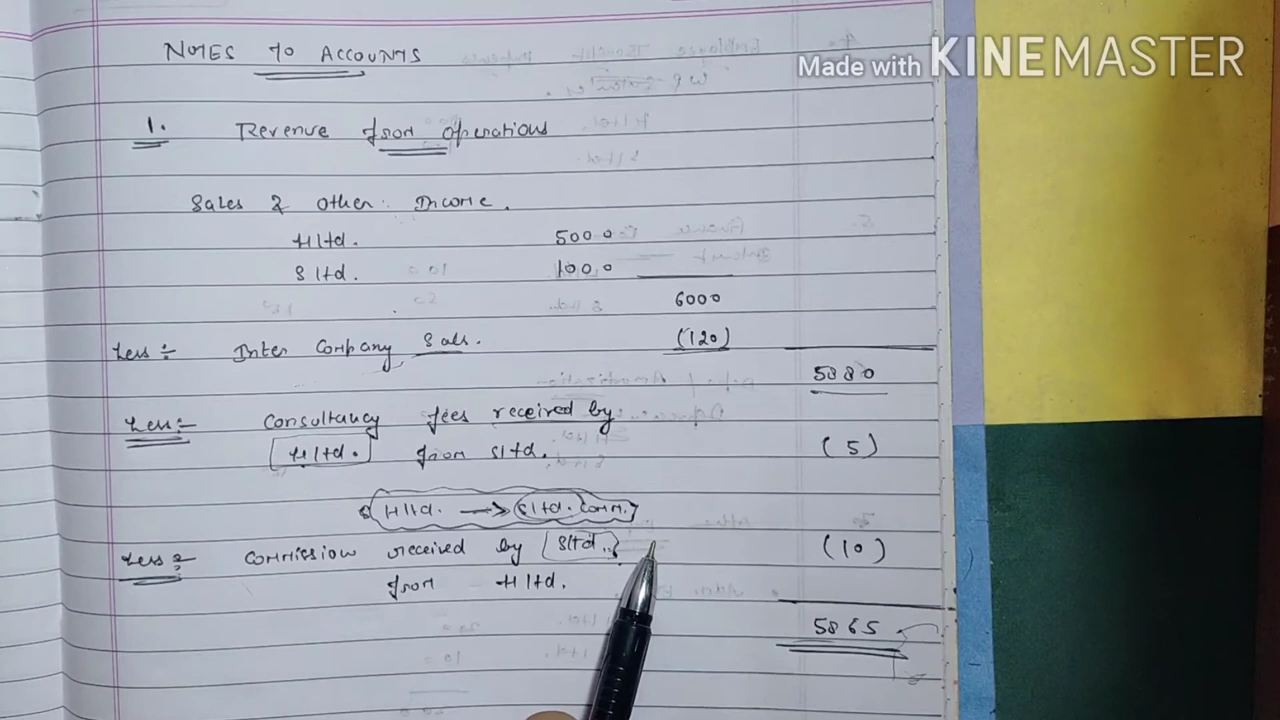 Made with KINEMASTER
NOTES TO ACCOUNTS
1. Revenue from Operations
Sales & Other Income.
H ltd. 5000
S ltd. 1000
6000
Less:- Inter Company Sales. (120)
5880
Less:- Consultancy fees received by
H ltd. from S ltd. (5)
H ltd. → S ltd. Comm.
Less: Commission received by S ltd. (10)
from H ltd.
5865